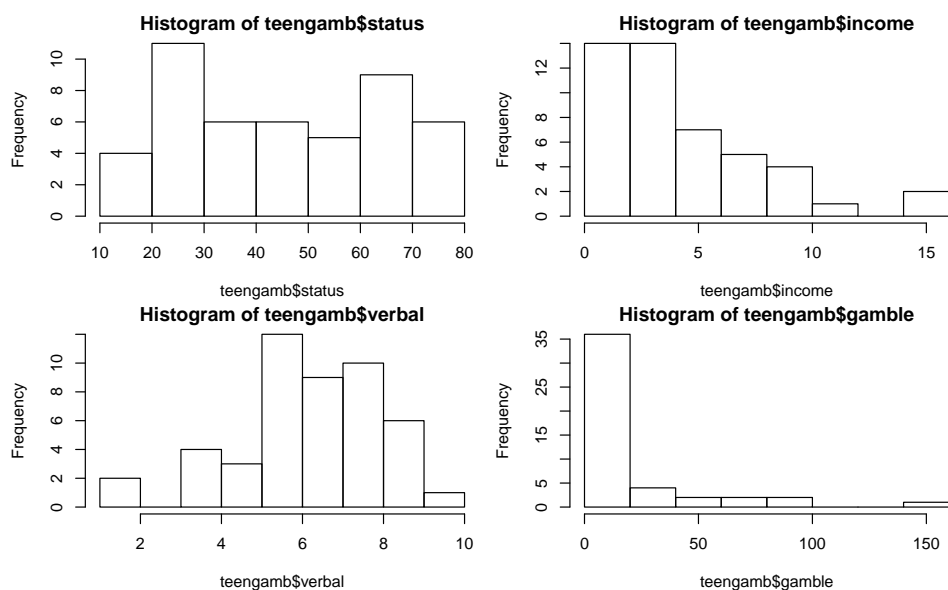 Histogram of teengamb$status
Frequency
0 2 4 6 8 10
10 20 30 40 50 60 70 80
teengamb$status
Histogram of teengamb$income
Frequency
0 2 4 6 8 12
0 5 10 15
teengamb$income
Histogram of teengamb$verbal
Frequency
0 2 4 6 8 10
2 4 6 8 10
teengamb$verbal
Histogram of teengamb$gamble
Frequency
0 5 15 25 35
0 50 100 150
teengamb$gamble